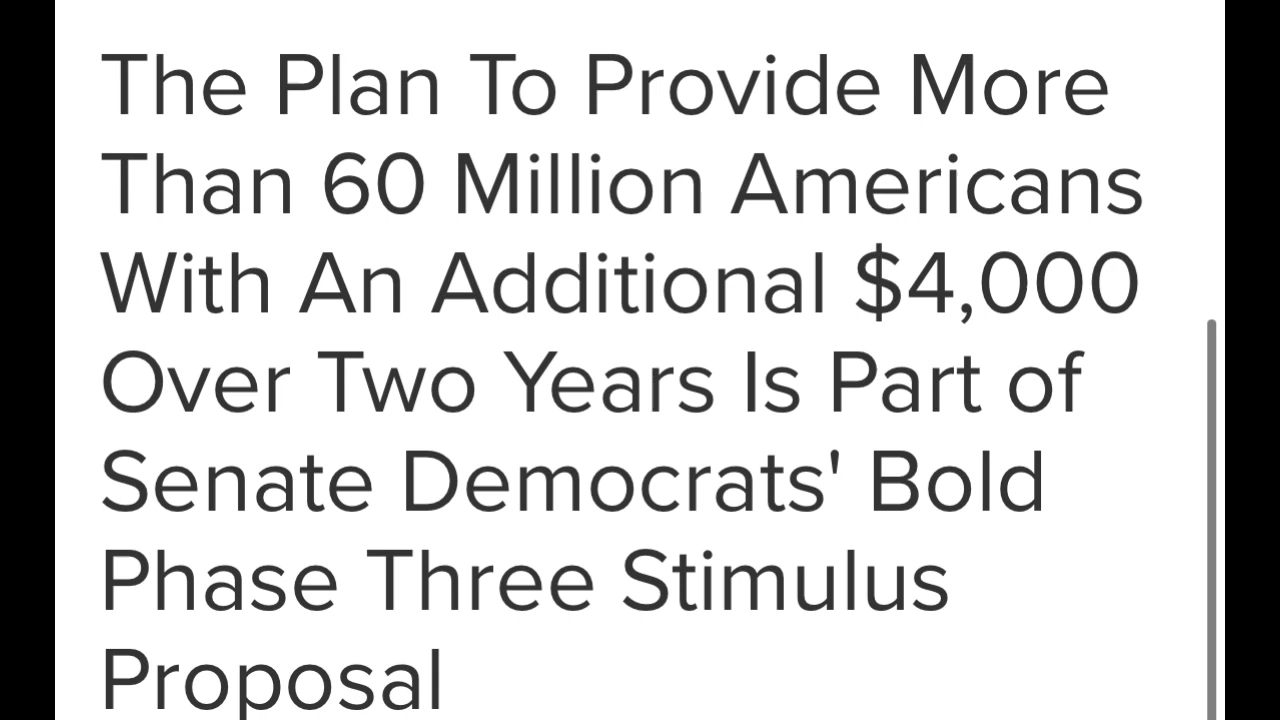 The Plan To Provide More
Than 60 Million Americans
With An Additional $4,000
Over Two Years Is Part of
Senate Democrats' Bold
Phase Three Stimulus
Proposal